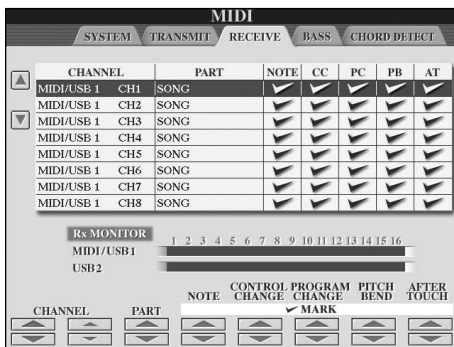 MIDI
SYSTEM TRANSMIT RECEIVE BASS CHORD DETECT
CHANNEL PART NOTE CC PC PB AT
MIDI/USB 1 CH1 SONG
MIDI/USB 1 CH2 SONG
MIDI/USB 1 CH3 SONG
MIDI/USB 1 CH4 SONG
MIDI/USB 1 CH5 SONG
MIDI/USB 1 CH6 SONG
MIDI/USB 1 CH7 SONG
MIDI/USB 1 CH8 SONG
Rx MONITOR
1 2 3 4 5 6 7 8 9 10 11 12 13 14 15 16
MIDI/USB1
USB2
CHANNEL PART NOTE CONTROL CHANGE PROGRAM CHANGE PITCH BEND AFTER TOUCH
MARK